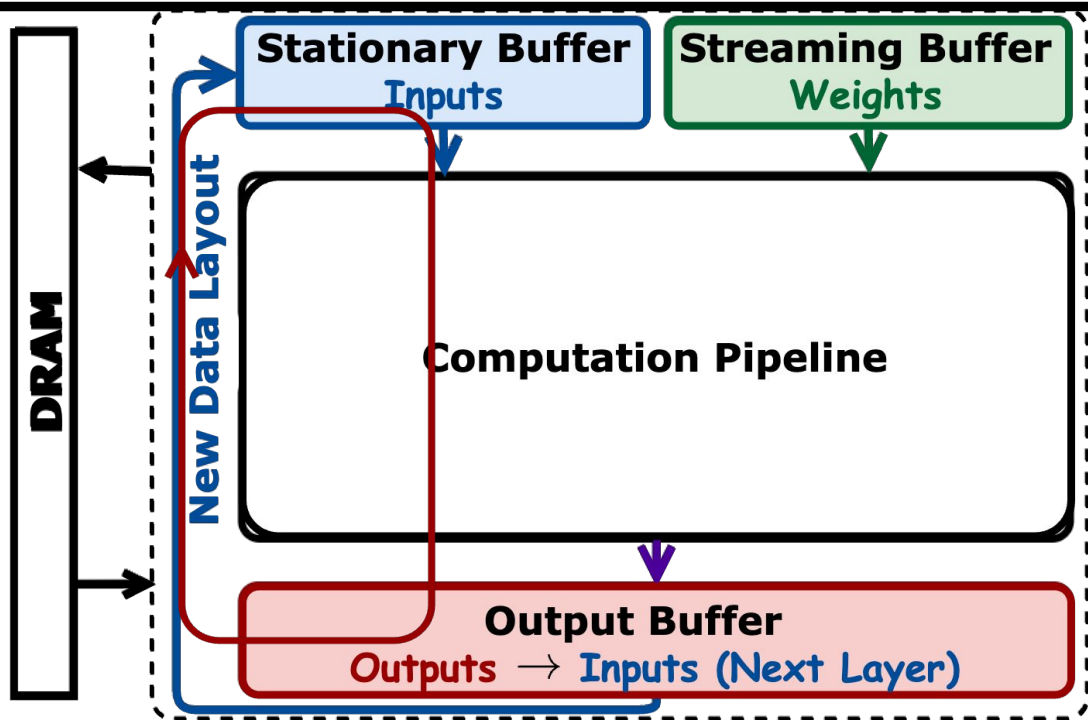 Stationary Buffer
Inputs
Streaming Buffer
Weights
DRAM
New Data Layout
Computation Pipeline
Output Buffer
Outputs → Inputs (Next Layer)